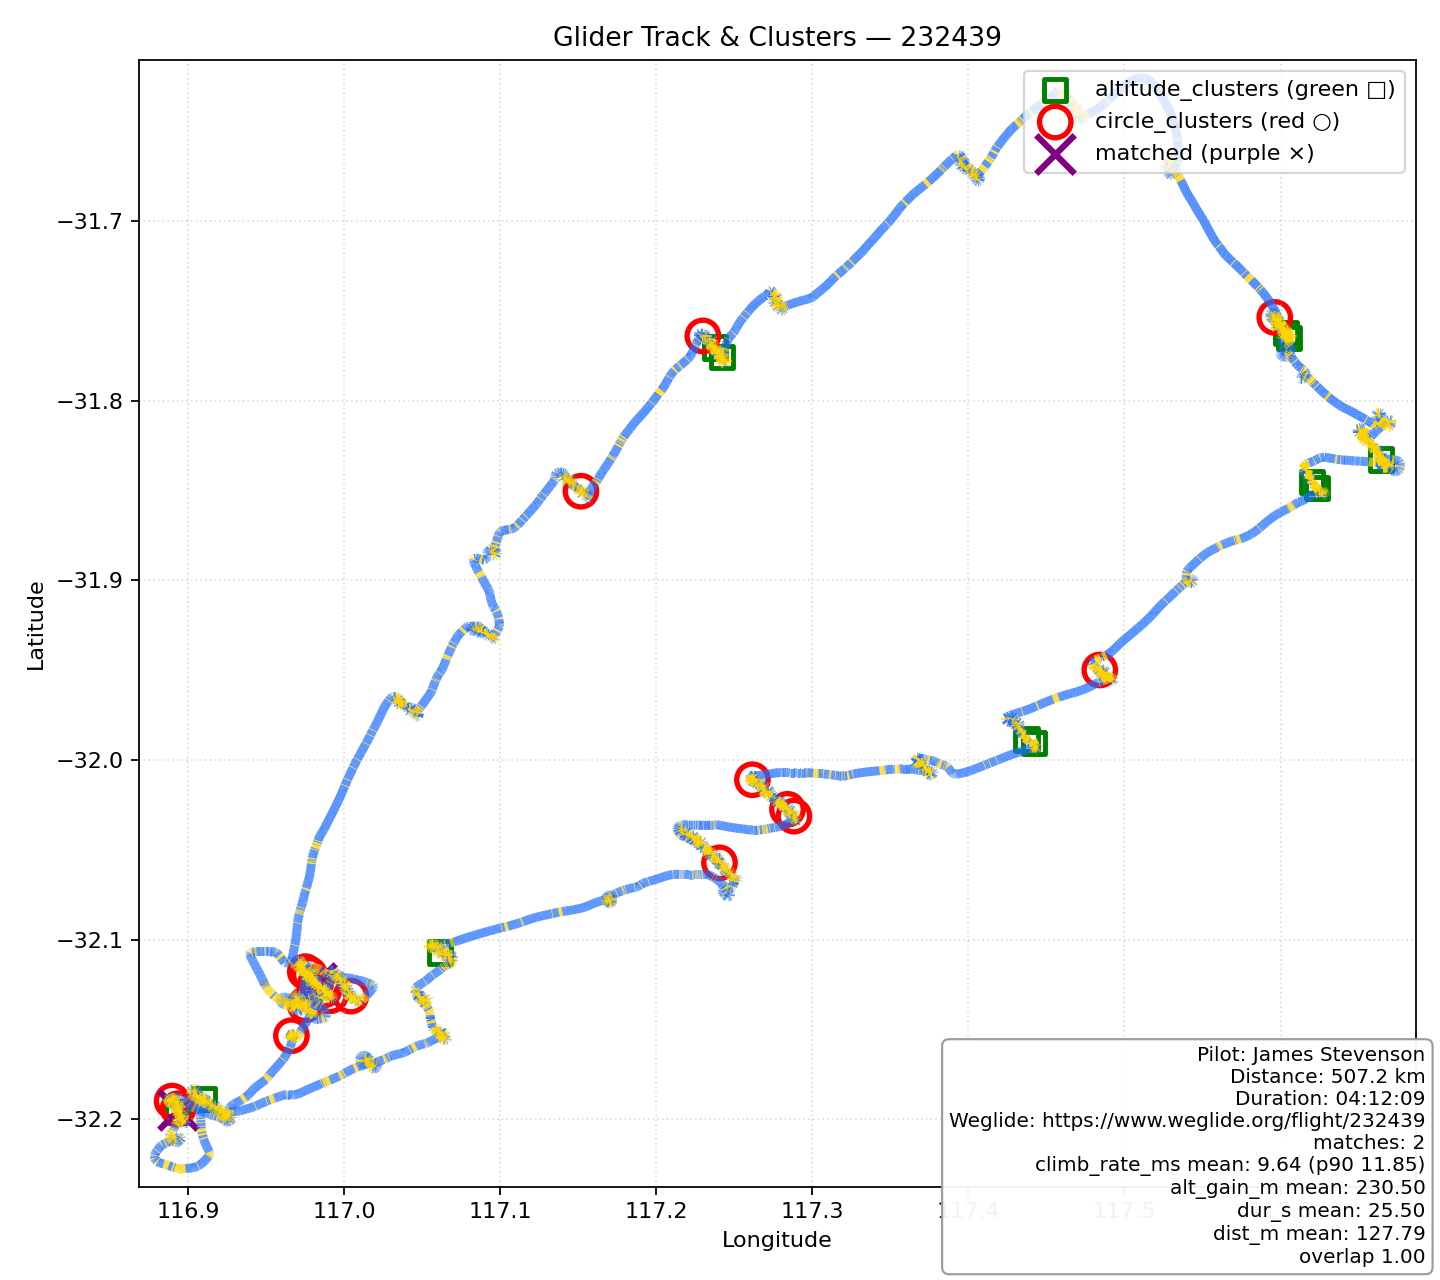 Glider Track & Clusters — 232439
altitude_clusters (green □)
circle_clusters (red ○)
matched (purple ×)
−31.7
−31.8
−31.9
−32.0
−32.1
−32.2
Latitude
116.9
117.0
117.1
117.2
117.3
117.4
117.5
Longitude
Pilot: James Stevenson
Distance: 507.2 km
Duration: 04:12:09
Weglide: https://www.weglide.org/flight/232439
matches: 2
climb_rate_ms mean: 9.64 (p90 11.85)
alt_gain_m mean: 230.50
dur_s mean: 25.50
dist_m mean: 127.79
overlap 1.00